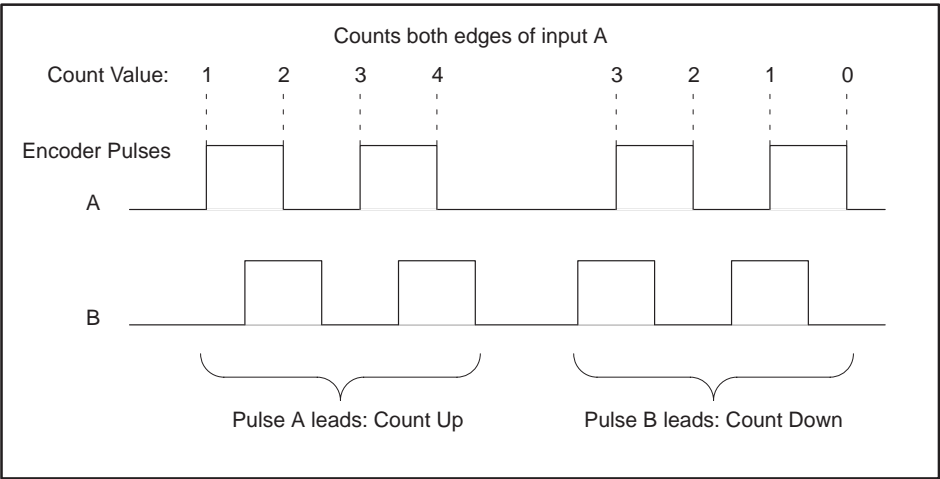 Counts both edges of input A
Count Value: 1 2 3 4 3 2 1 0
Encoder Pulses
A
B
Pulse A leads: Count Up Pulse B leads: Count Down